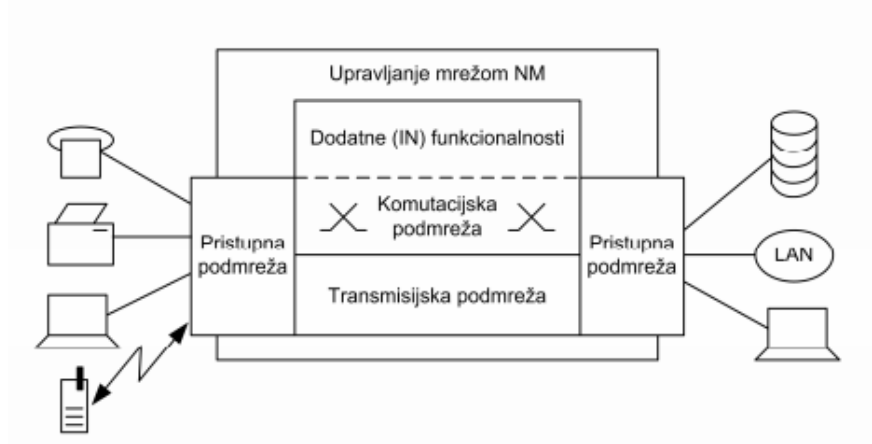 Upravljanje mrežom NM
Dodatne (IN) funkcionalnosti
Komutacijska
podmreža
Pristupna
podmreža
Pristupna
podmreža
LAN
Transmisijska podmreža